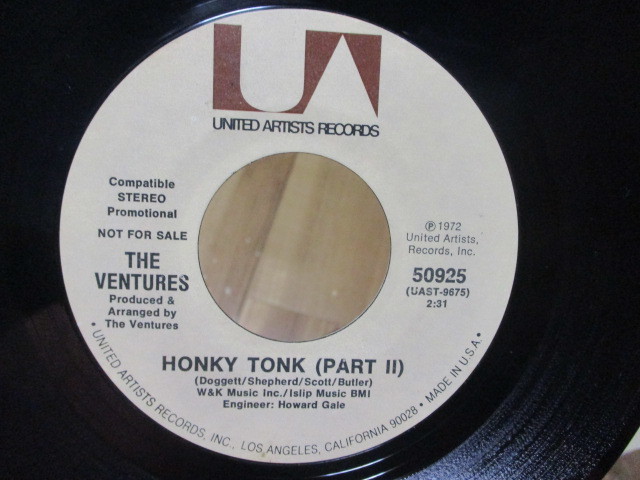 UA
UNITED ARTISTS RECORDS
Compatible
STEREO
Promotional
NOT FOR SALE
THE
VENTURES
Produced &
Arranged by
The Ventures
℗ 1972
United Artists,
Records, Inc.
50925
(UAST-9675)
2:31
HONKY TONK (PART II)
(Doggett/Shepherd/Scott/Butler)
W&K Music Inc./Islip Music BMI
Engineer: Howard Gale
• UNITED ARTISTS RECORDS, INC., LOS ANGELES, CALIFORNIA 90028 • MADE IN U.S.A. •